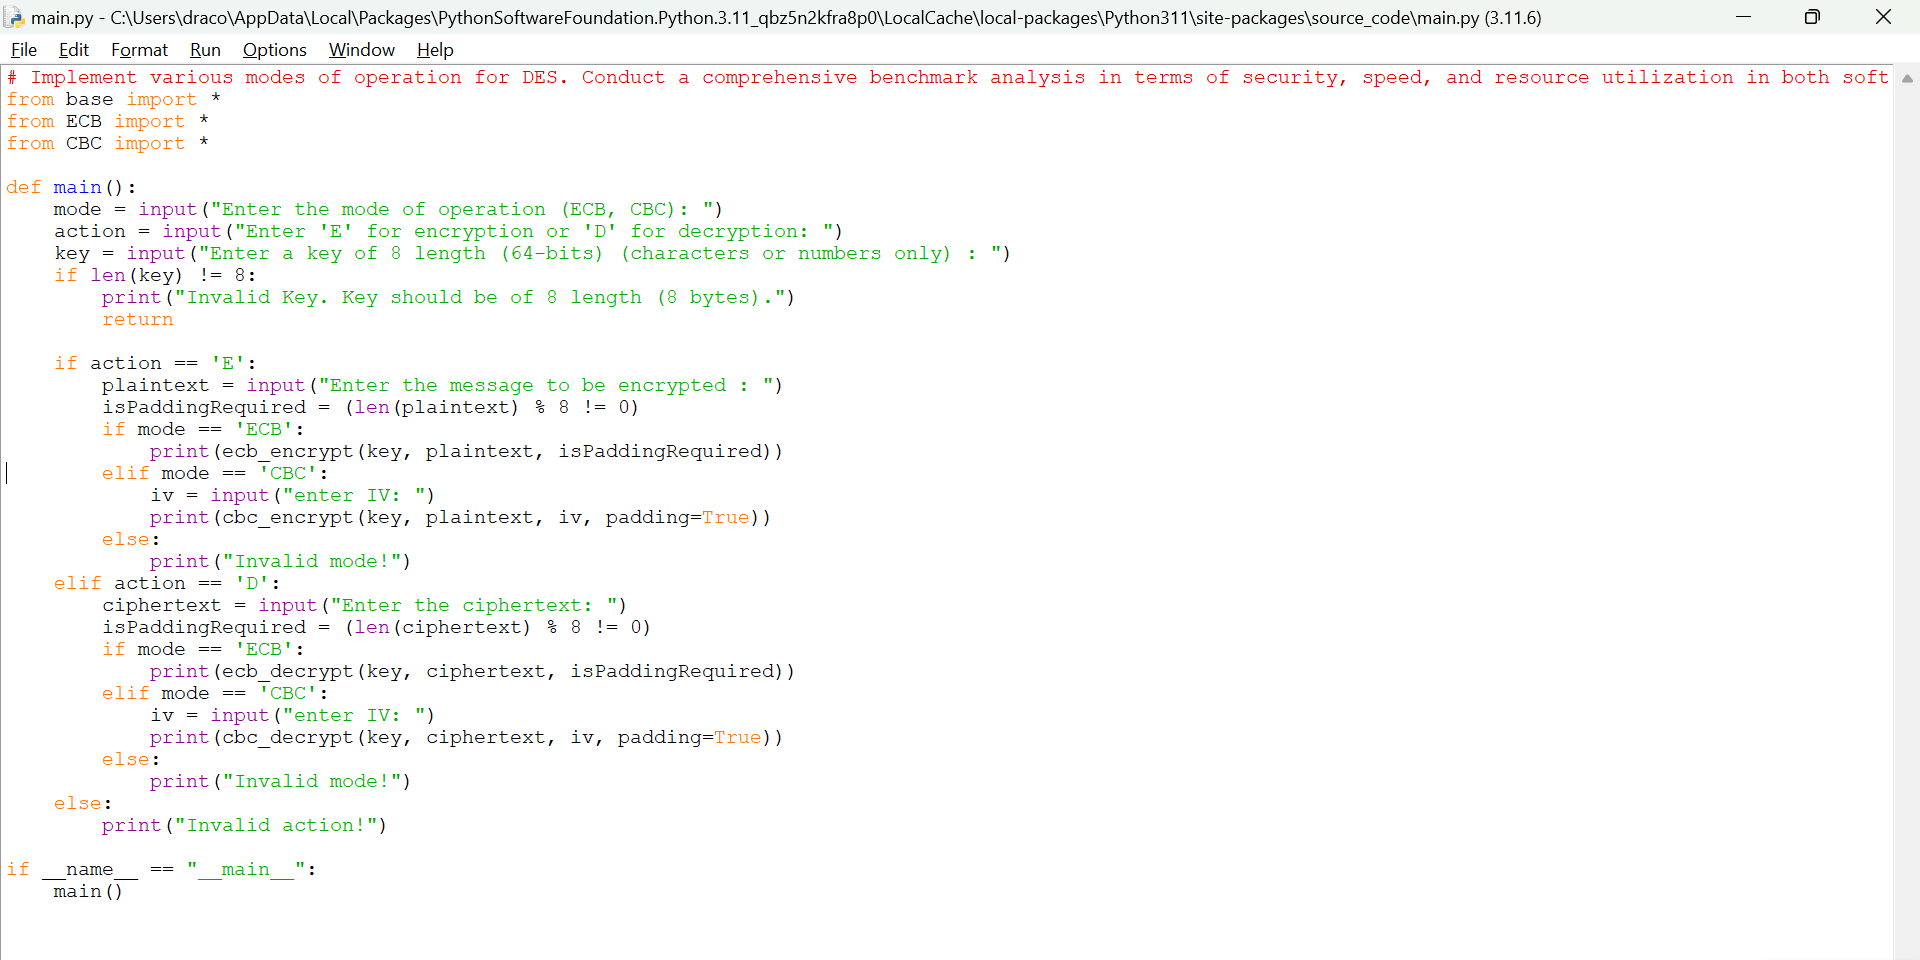 main.py - C:\Users\draco\AppData\Local\Packages\PythonSoftwareFoundation.Python.3.11_qbz5n2kfra8p0\LocalCache\local-packages\Python311\site-packages\source_code\main.py (3.11.6)
File Edit Format Run Options Window Help
# Implement various modes of operation for DES. Conduct a comprehensive benchmark analysis in terms of security, speed, and resource utilization in both soft
from base import *
from ECB import *
from CBC import *

def main():
    mode = input("Enter the mode of operation (ECB, CBC): ")
    action = input("Enter 'E' for encryption or 'D' for decryption: ")
    key = input("Enter a key of 8 length (64-bits) (characters or numbers only) : ")
    if len(key) != 8:
        print("Invalid Key. Key should be of 8 length (8 bytes).")
        return

    if action == 'E':
        plaintext = input("Enter the message to be encrypted : ")
        isPaddingRequired = (len(plaintext) % 8 != 0)
        if mode == 'ECB':
            print(ecb_encrypt(key, plaintext, isPaddingRequired))
        elif mode == 'CBC':
            iv = input("enter IV: ")
            print(cbc_encrypt(key, plaintext, iv, padding=True))
        else:
            print("Invalid mode!")
    elif action == 'D':
        ciphertext = input("Enter the ciphertext: ")
        isPaddingRequired = (len(ciphertext) % 8 != 0)
        if mode == 'ECB':
            print(ecb_decrypt(key, ciphertext, isPaddingRequired))
        elif mode == 'CBC':
            iv = input("enter IV: ")
            print(cbc_decrypt(key, ciphertext, iv, padding=True))
        else:
            print("Invalid mode!")
    else:
        print("Invalid action!")

if __name__ == "__main__":
    main()